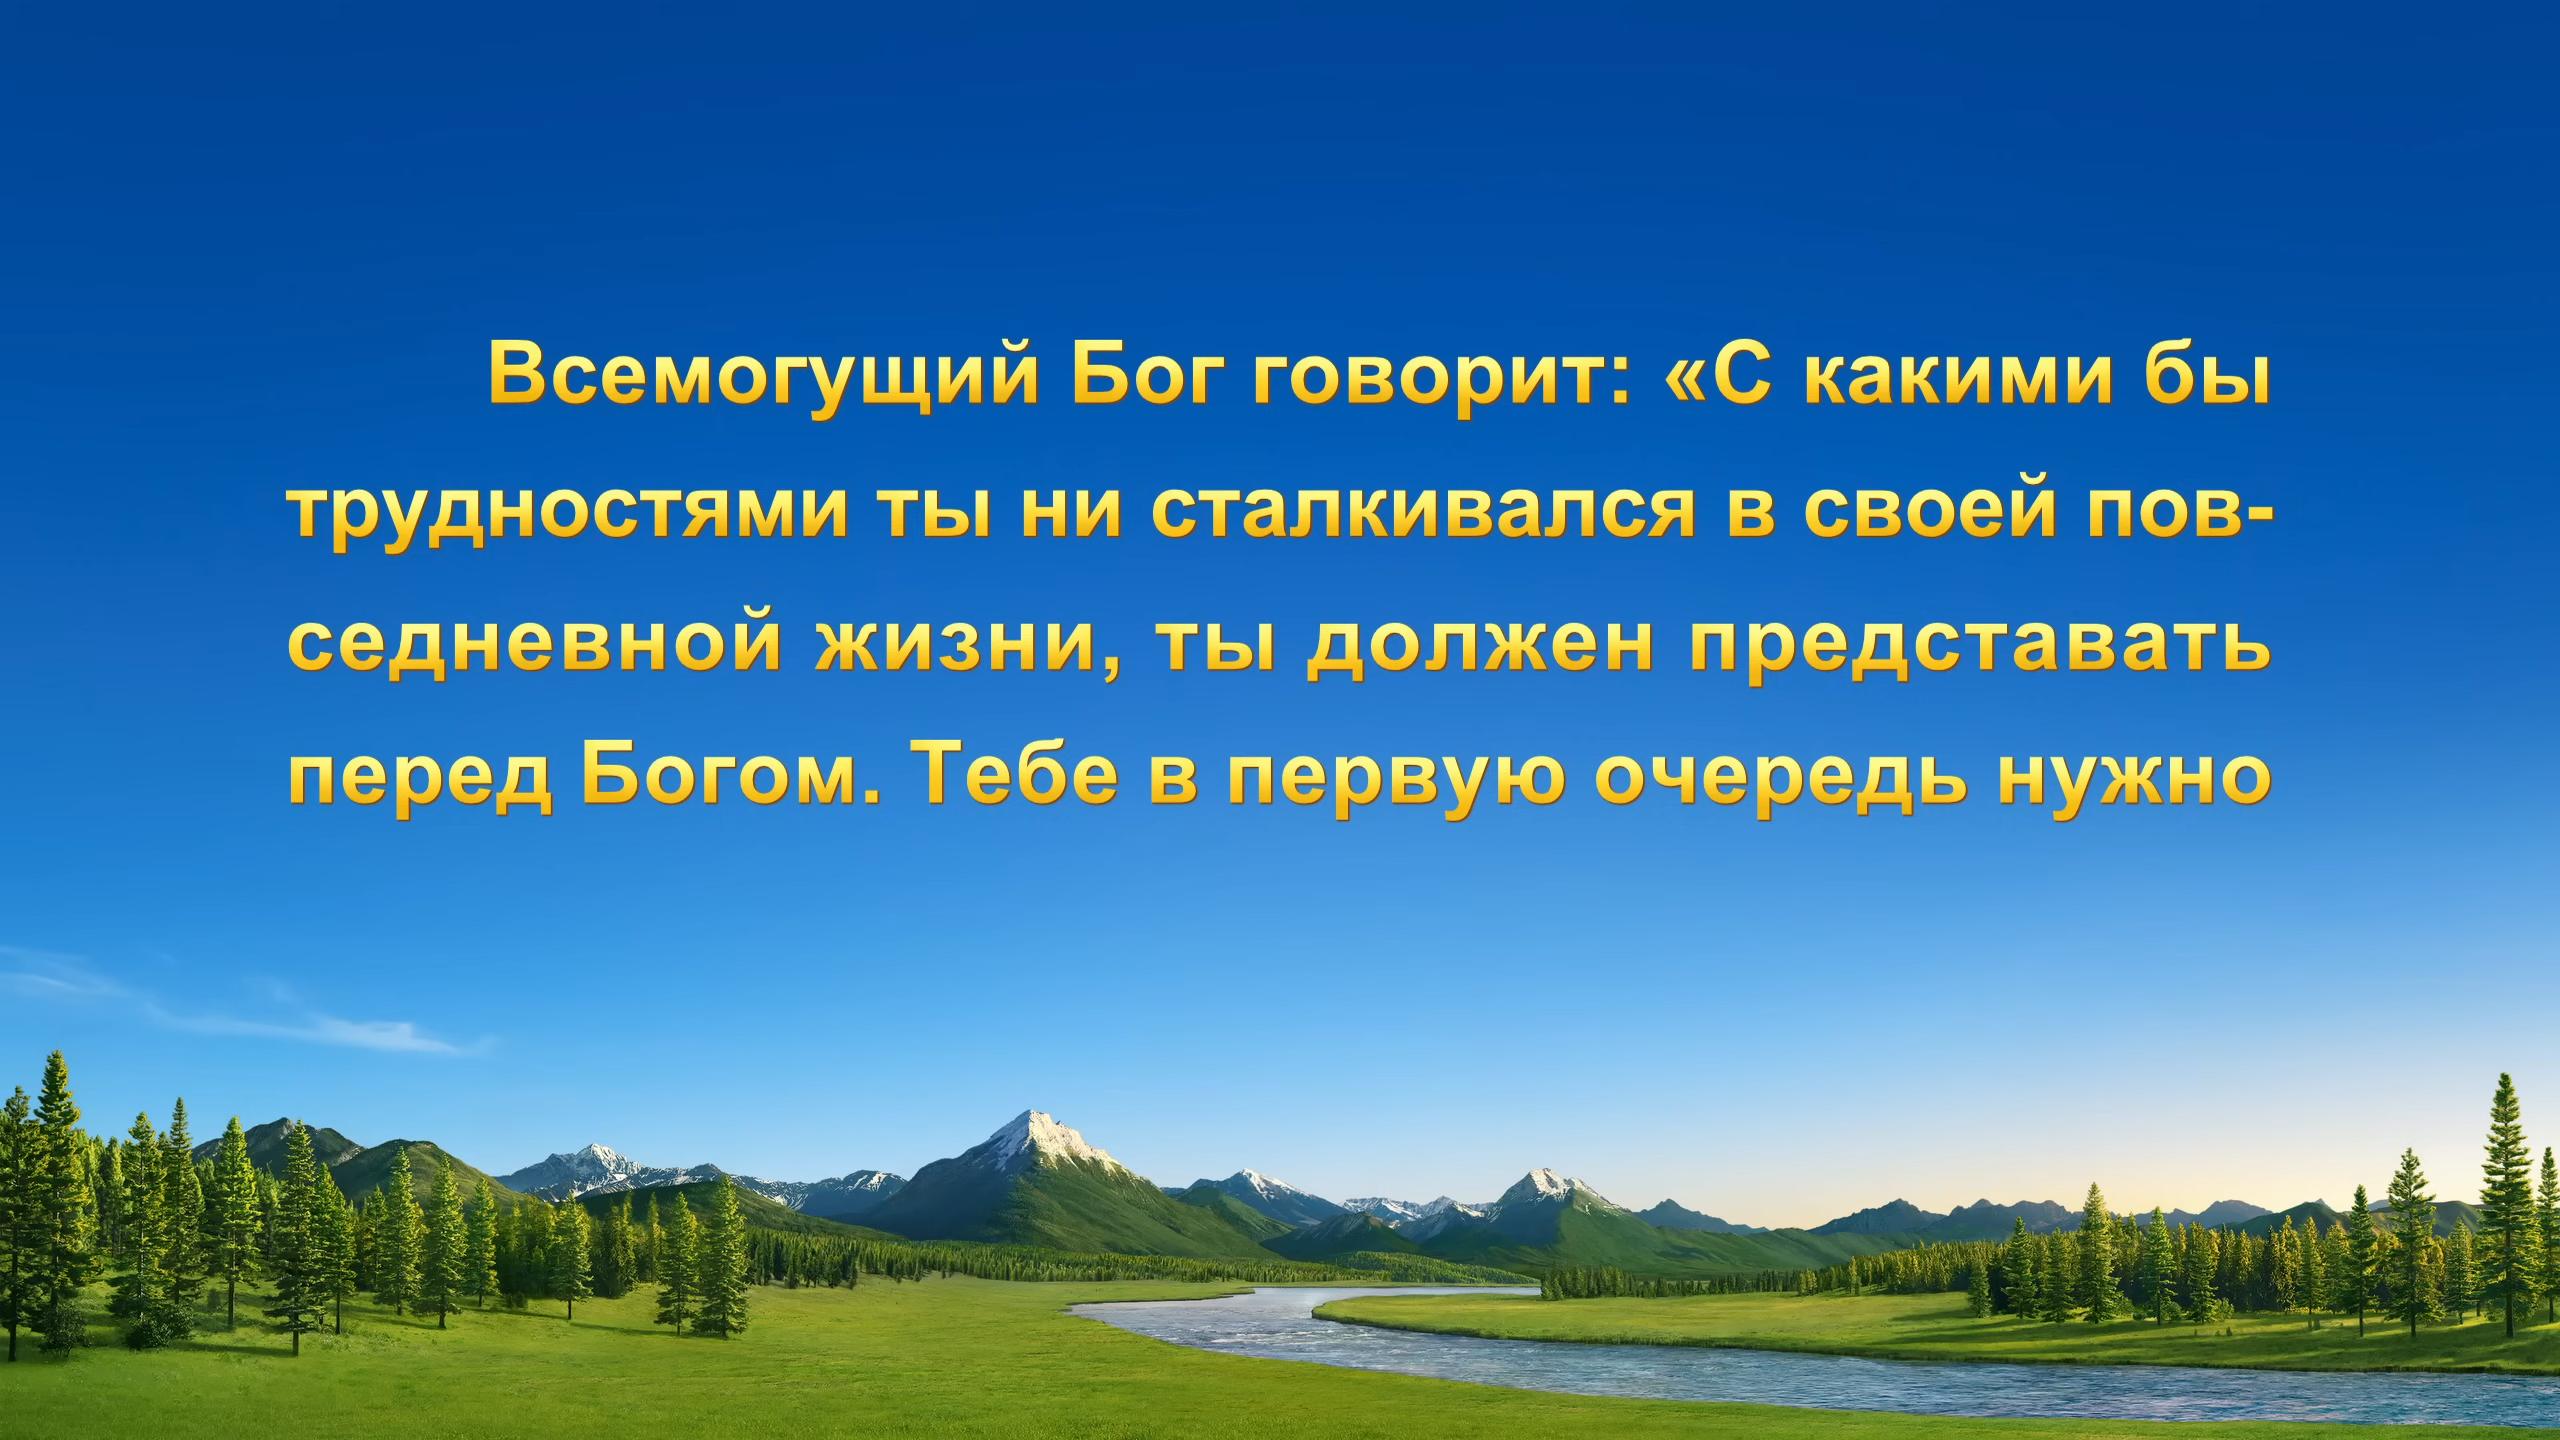 Всемогущий Бог говорит: «С какими бы
трудностями ты ни сталкивался в своей пов-
седневной жизни, ты должен представать
перед Богом. Тебе в первую очередь нужно